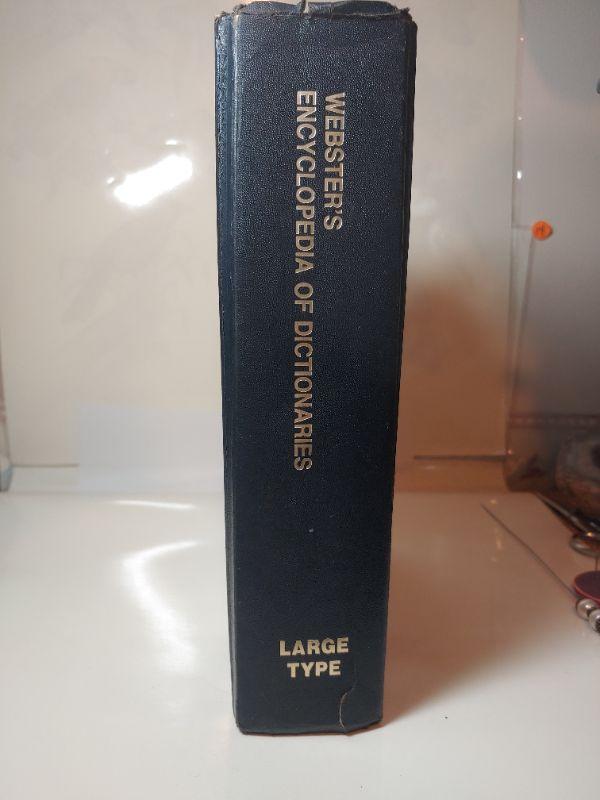 WEBSTER'S
ENCYCLOPEDIA OF DICTIONARIES
LARGE
TYPE